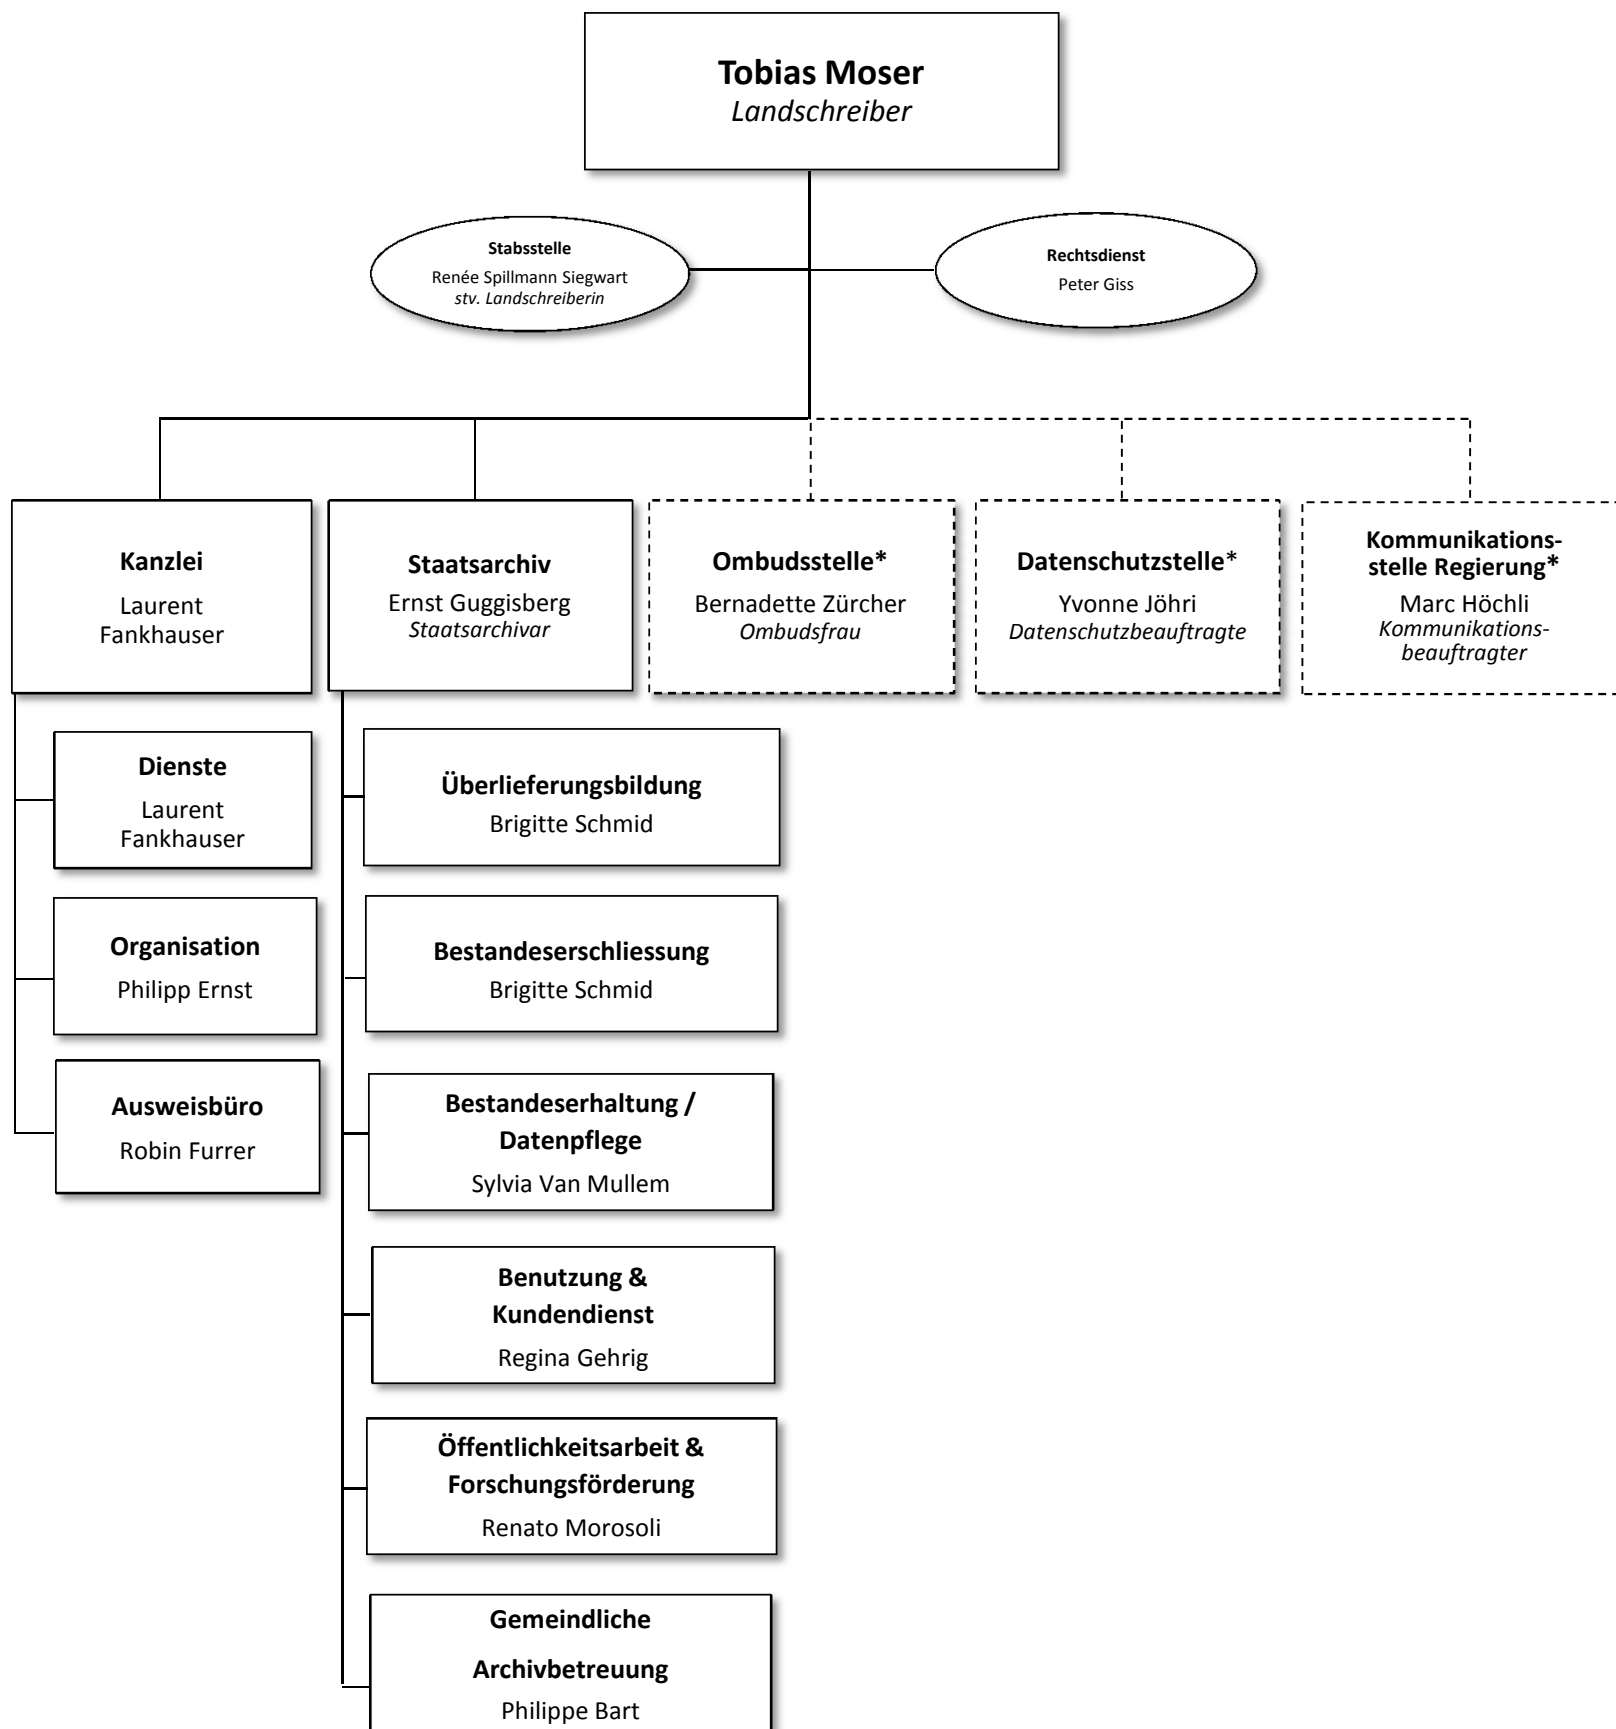 Tobias Moser
Landschreiber
Stabsstelle
Renée Spillmann Siegwart
stv. Landschreiberin
Rechtsdienst
Peter Giss
Kanzlei
Laurent
Fankhauser
Staatsarchiv
Ernst Guggisberg
Staatsarchivar
Ombudsstelle*
Bernadette Zürcher
Ombudsfrau
Datenschutzstelle*
Yvonne Jöhri
Datenschutzbeauftragte
Kommunikations-
stelle Regierung*
Marc Höchli
Kommunikations-
beauftragter
Dienste
Laurent
Fankhauser
Organisation
Philipp Ernst
Ausweisbüro
Robin Furrer
Überlieferungsbildung
Brigitte Schmid
Bestandeserschliessung
Brigitte Schmid
Bestandeserhaltung /
Datenpflege
Sylvia Van Mullem
Benutzung &
Kundendienst
Regina Gehrig
Öffentlichkeitsarbeit &
Forschungsförderung
Renato Morosoli
Gemeindliche
Archivbetreuung
Philippe Bart